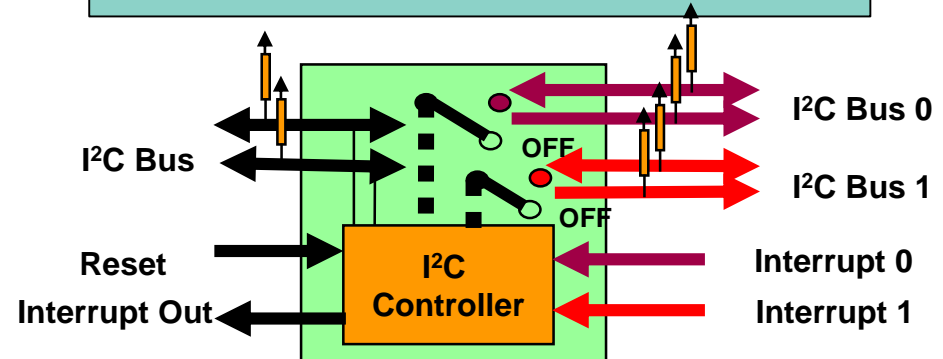 I²C Bus 0
OFF
I²C Bus
I²C Bus 1
OFF
Reset
I²C
Controller
Interrupt 0
Interrupt Out
Interrupt 1